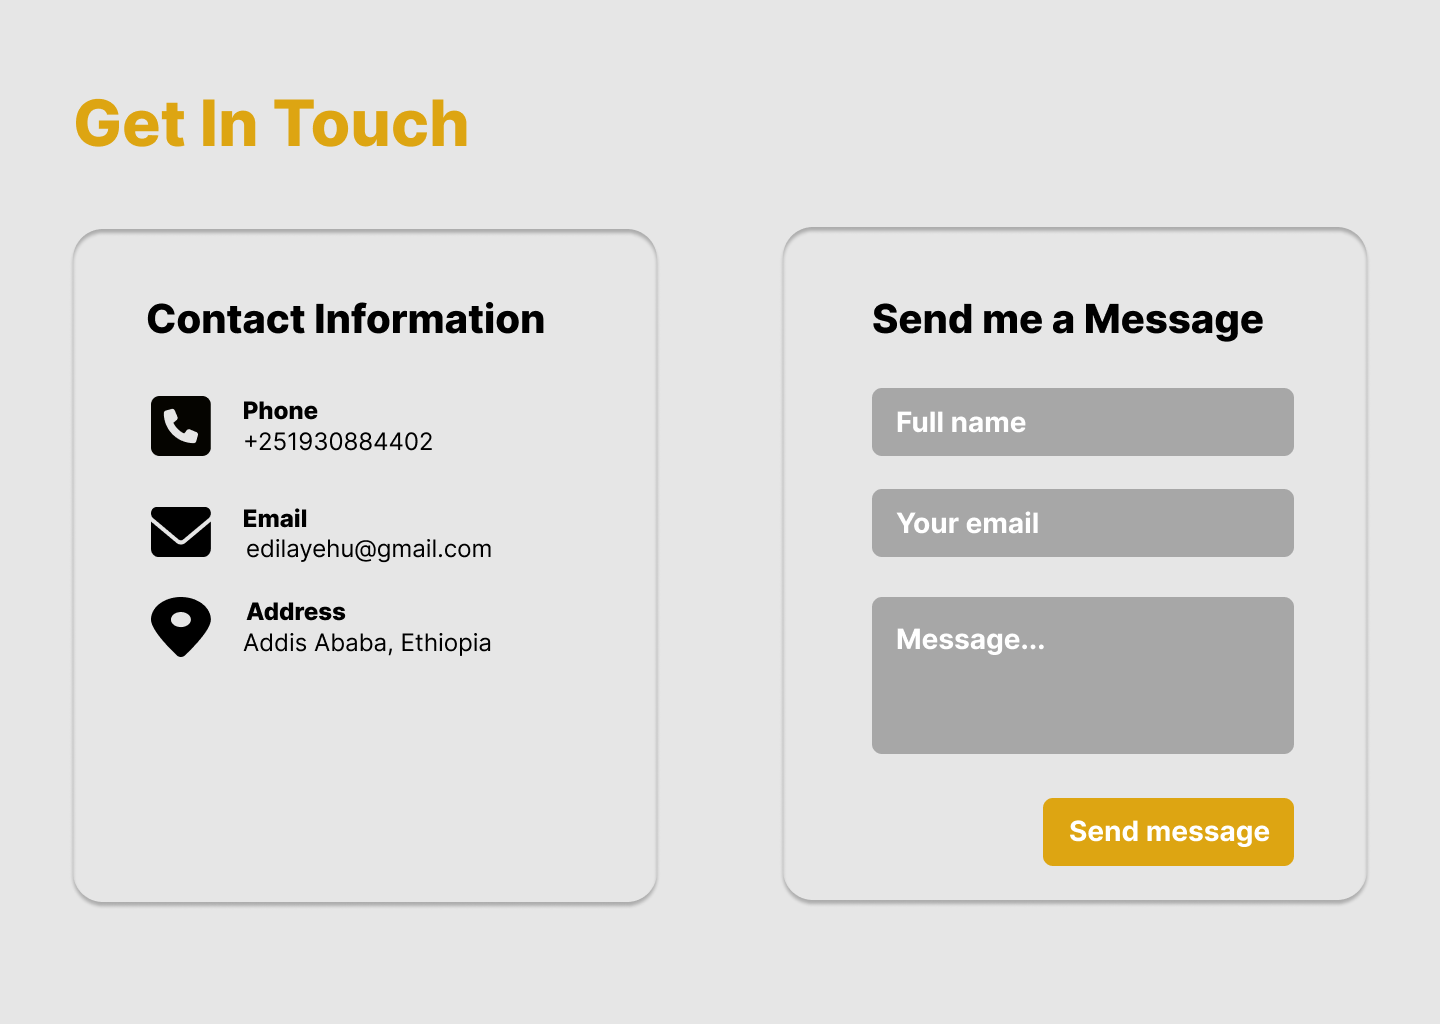 Get In Touch
Contact Information
Phone
+251930884402
Email
edilayehu@gmail.com
Address
Addis Ababa, Ethiopia
Send me a Message
Full name
Your email
Message...
Send message